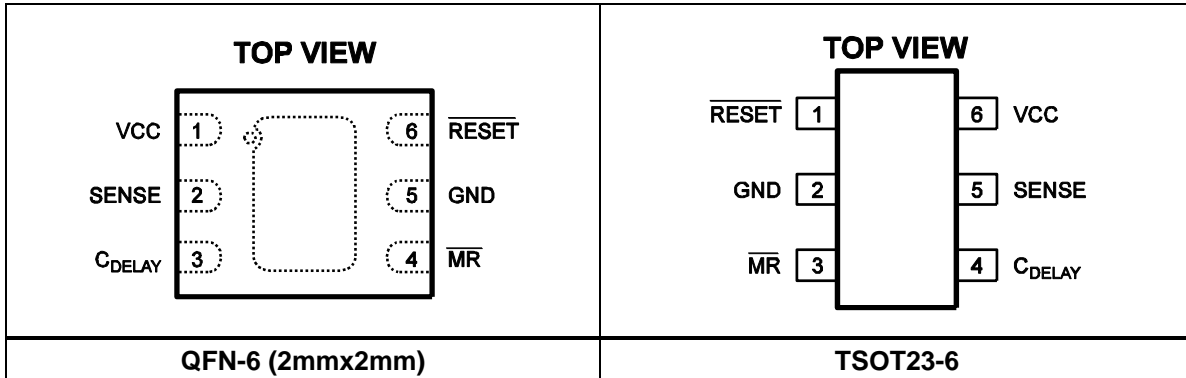 TOP VIEW
VCC 1 6 RESET
SENSE 2 5 GND
CDELAY 3 4 MR
QFN-6 (2mmx2mm)
TOP VIEW
RESET 1 6 VCC
GND 2 5 SENSE
MR 3 4 CDELAY
TSOT23-6